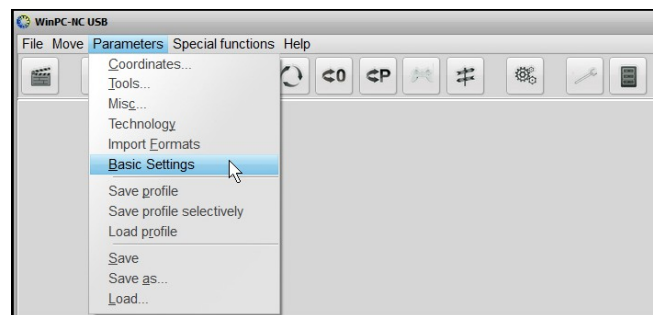 WinPC-NC USB
File Move Parameters Special functions Help
0 P
Coordinates...
Tools...
Misc...
Technology
Import Formats
Basic Settings
Save profile
Save profile selectively
Load profile
Save
Save as...
Load...